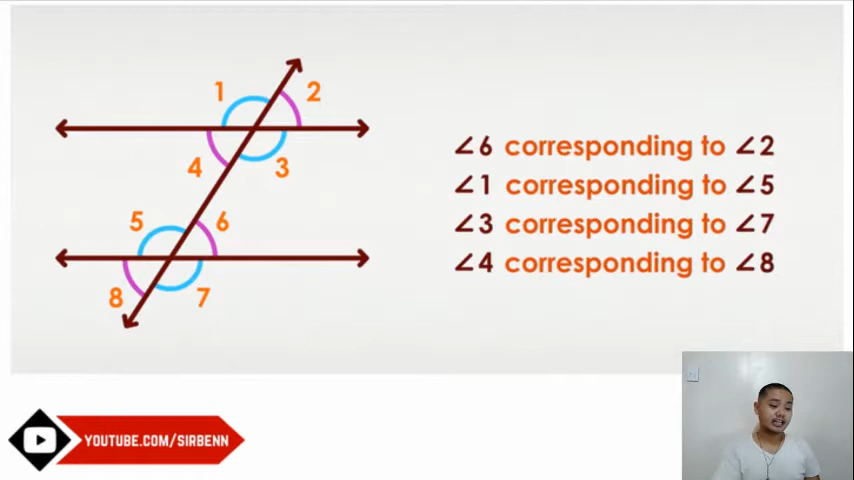 1
2
4
3
5
6
8
7
∠6 corresponding to ∠2
∠1 corresponding to ∠5
∠3 corresponding to ∠7
∠4 corresponding to ∠8
YOUTUBE.COM/SIRBENN